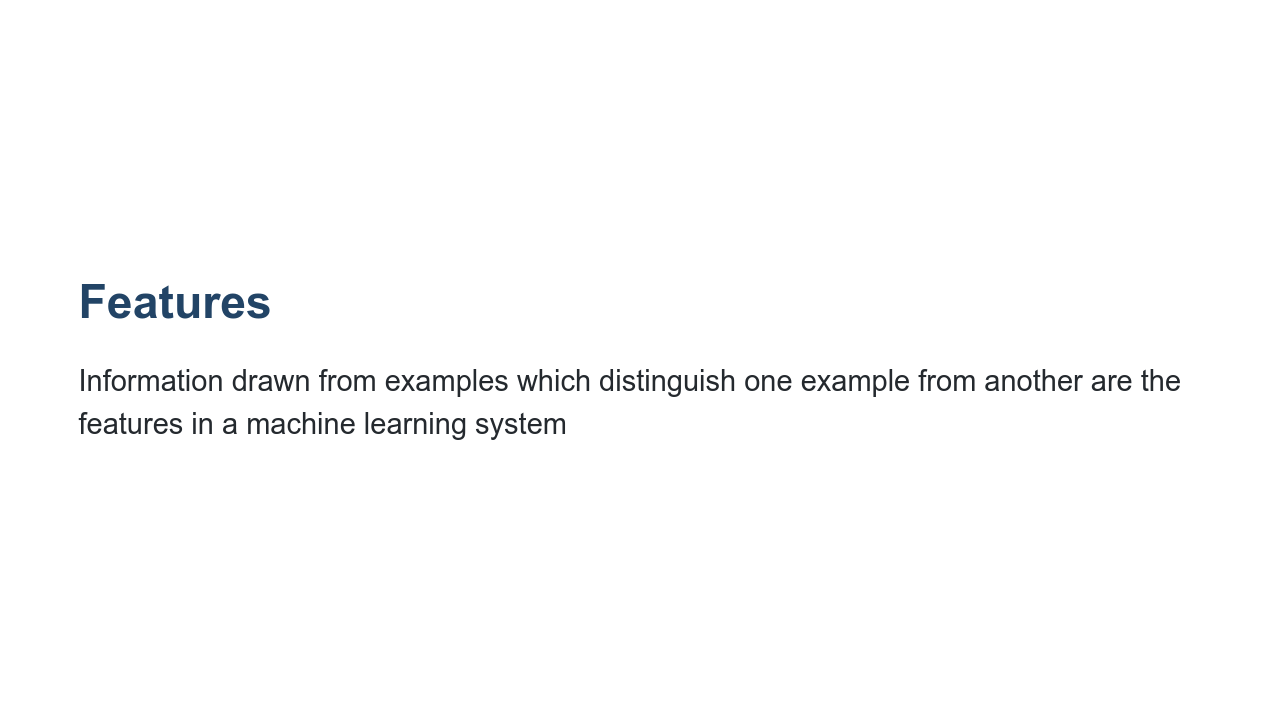 Features
Information drawn from examples which distinguish one example from another are the
features in a machine learning system